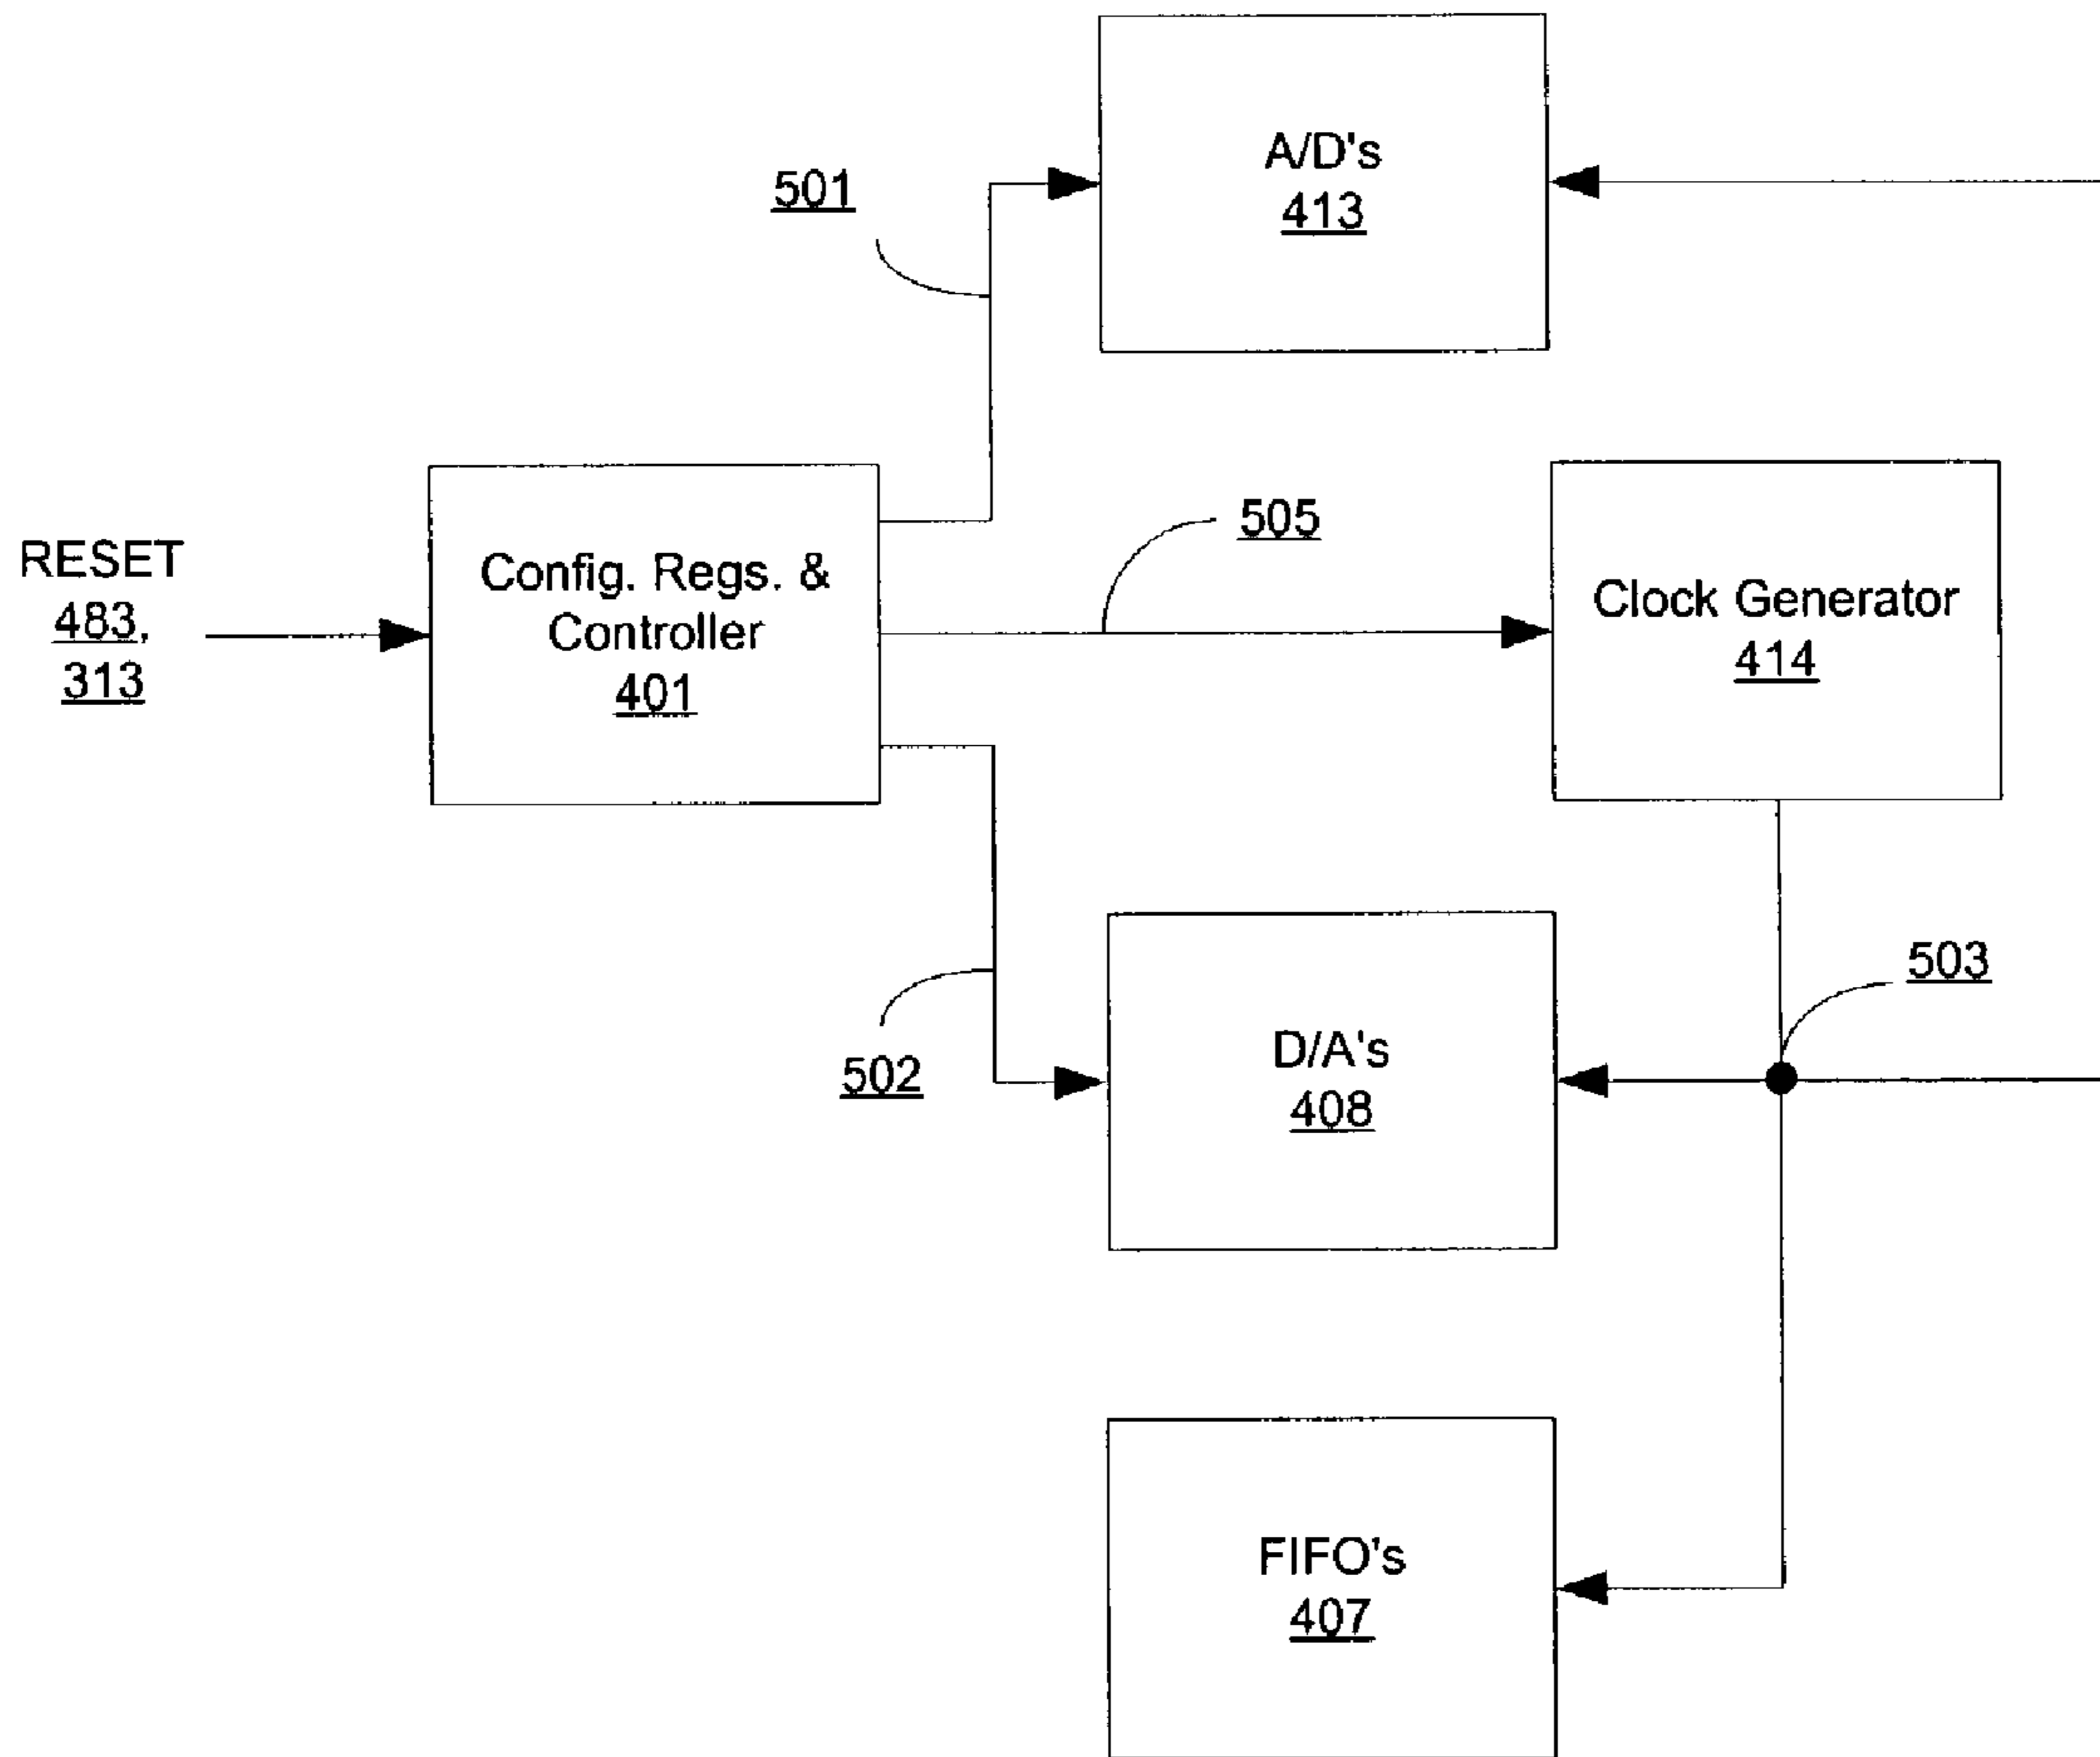 A/D's
413
501
RESET
483,
313
Config. Regs. &
Controller
401
505
Clock Generator
414
503
502
D/A's
408
FIFO's
407